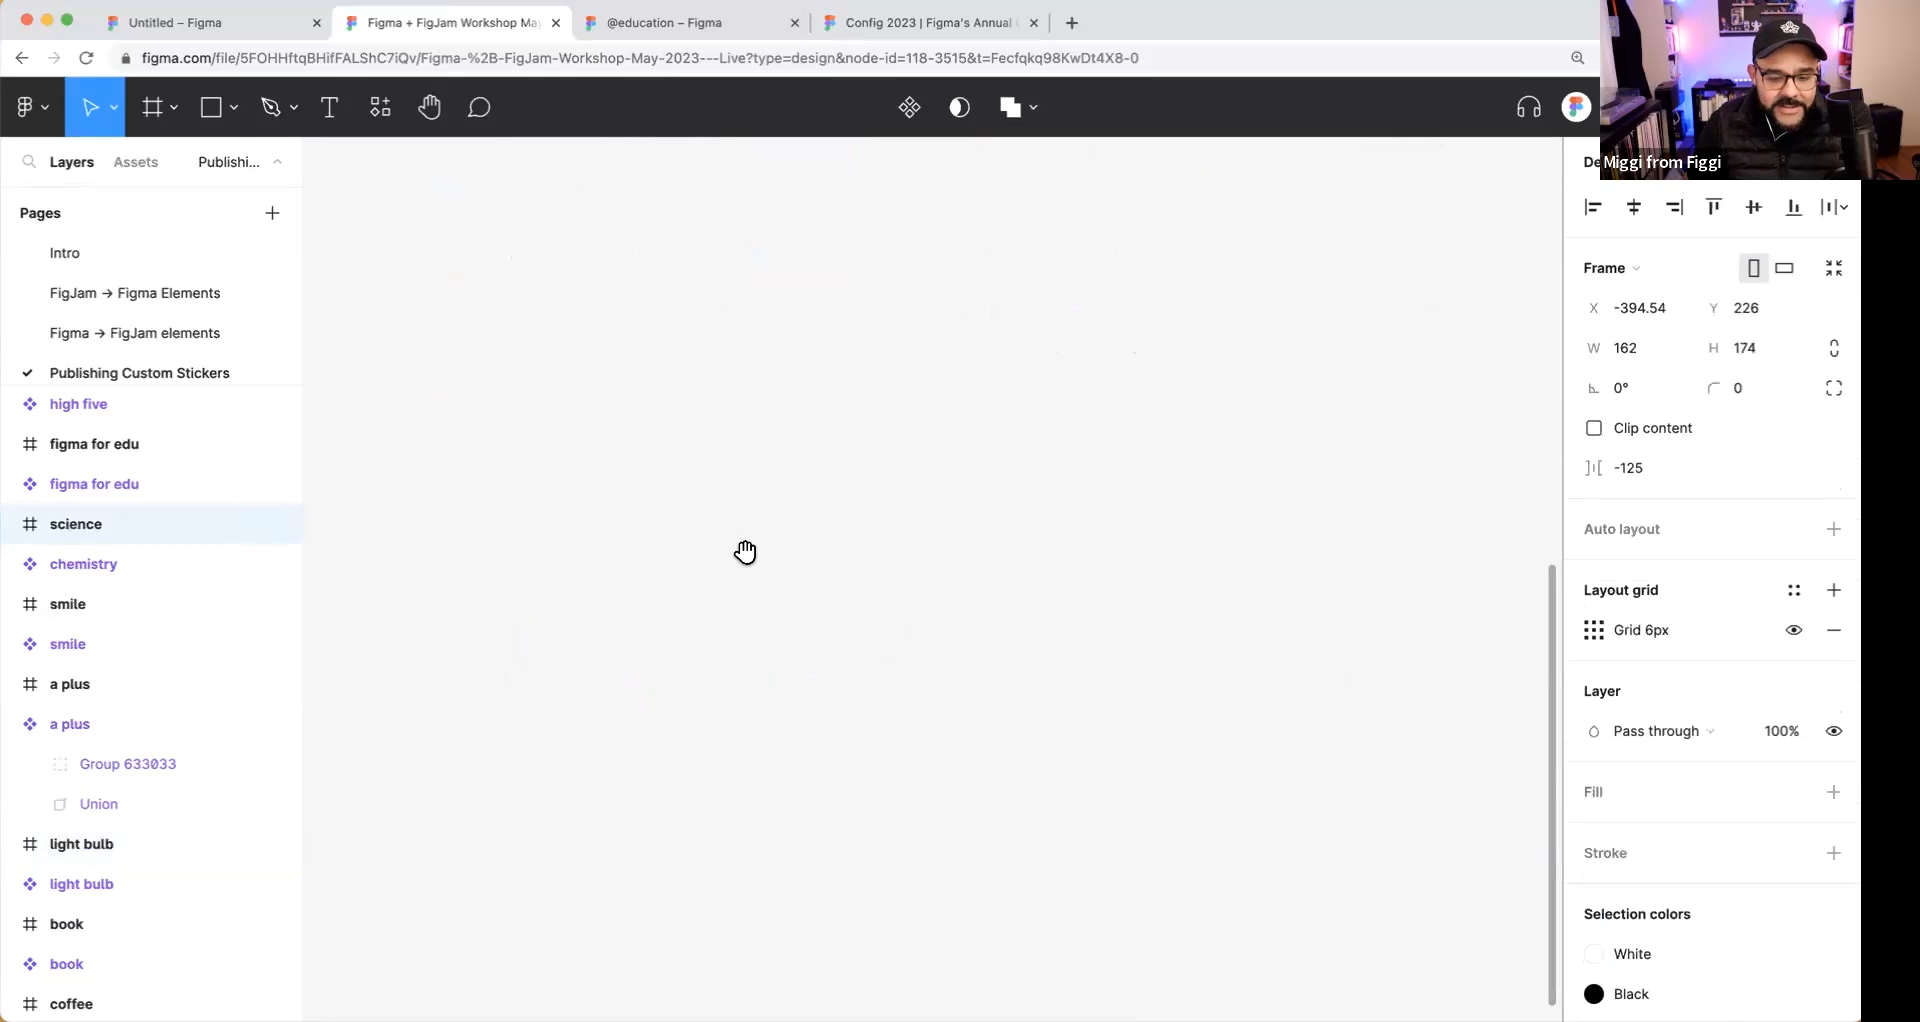 Untitled – Figma
Figma + FigJam Workshop May
@education – Figma
Config 2023 | Figma's Annual
figma.com/file/5FOHHftqBHifFALShC7iQv/Figma-%2B-FigJam-Workshop-May-2023---Live?type=design&node-id=118-3515&t=Fecfqkq98KwDt4X8-0
Miggi from Figgi
Layers
Assets
Publishi...
De
Pages
Intro
FigJam → Figma Elements
Figma → FigJam elements
Publishing Custom Stickers
high five
figma for edu
figma for edu
science
chemistry
smile
smile
a plus
a plus
Group 633033
Union
light bulb
light bulb
book
book
coffee
Frame
X -394.54 Y 226
W 162 H 174
0° 0
Clip content
-125
Auto layout
Layout grid
Grid 6px
Layer
Pass through 100%
Fill
Stroke
Selection colors
White
Black